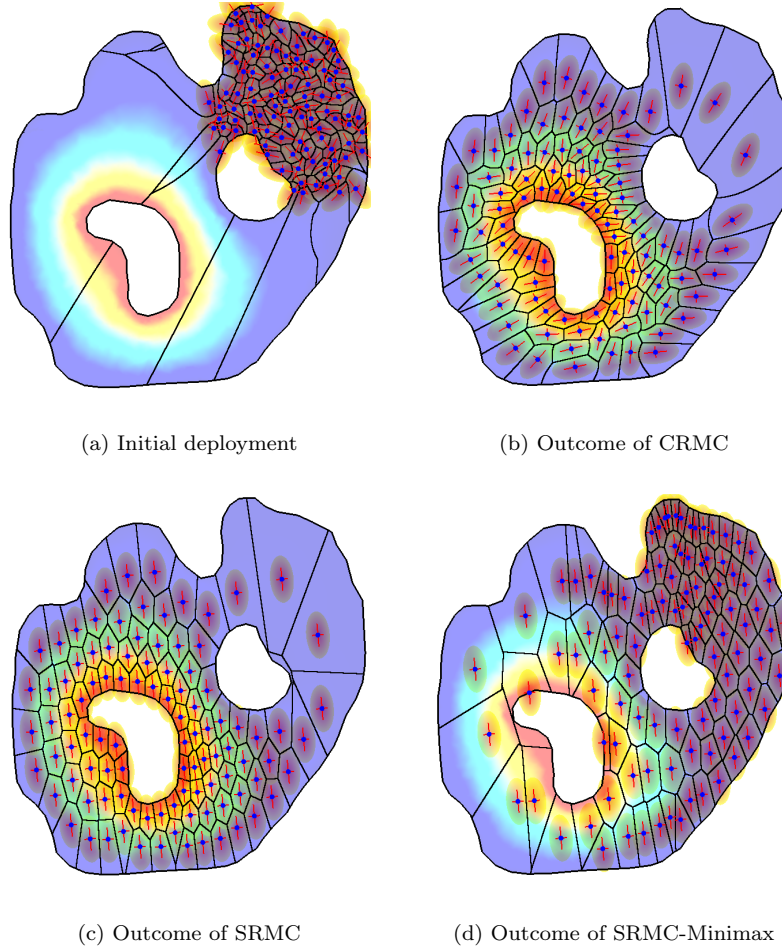 (a) Initial deployment
(b) Outcome of CRMC
(c) Outcome of SRMC
(d) Outcome of SRMC-Minimax